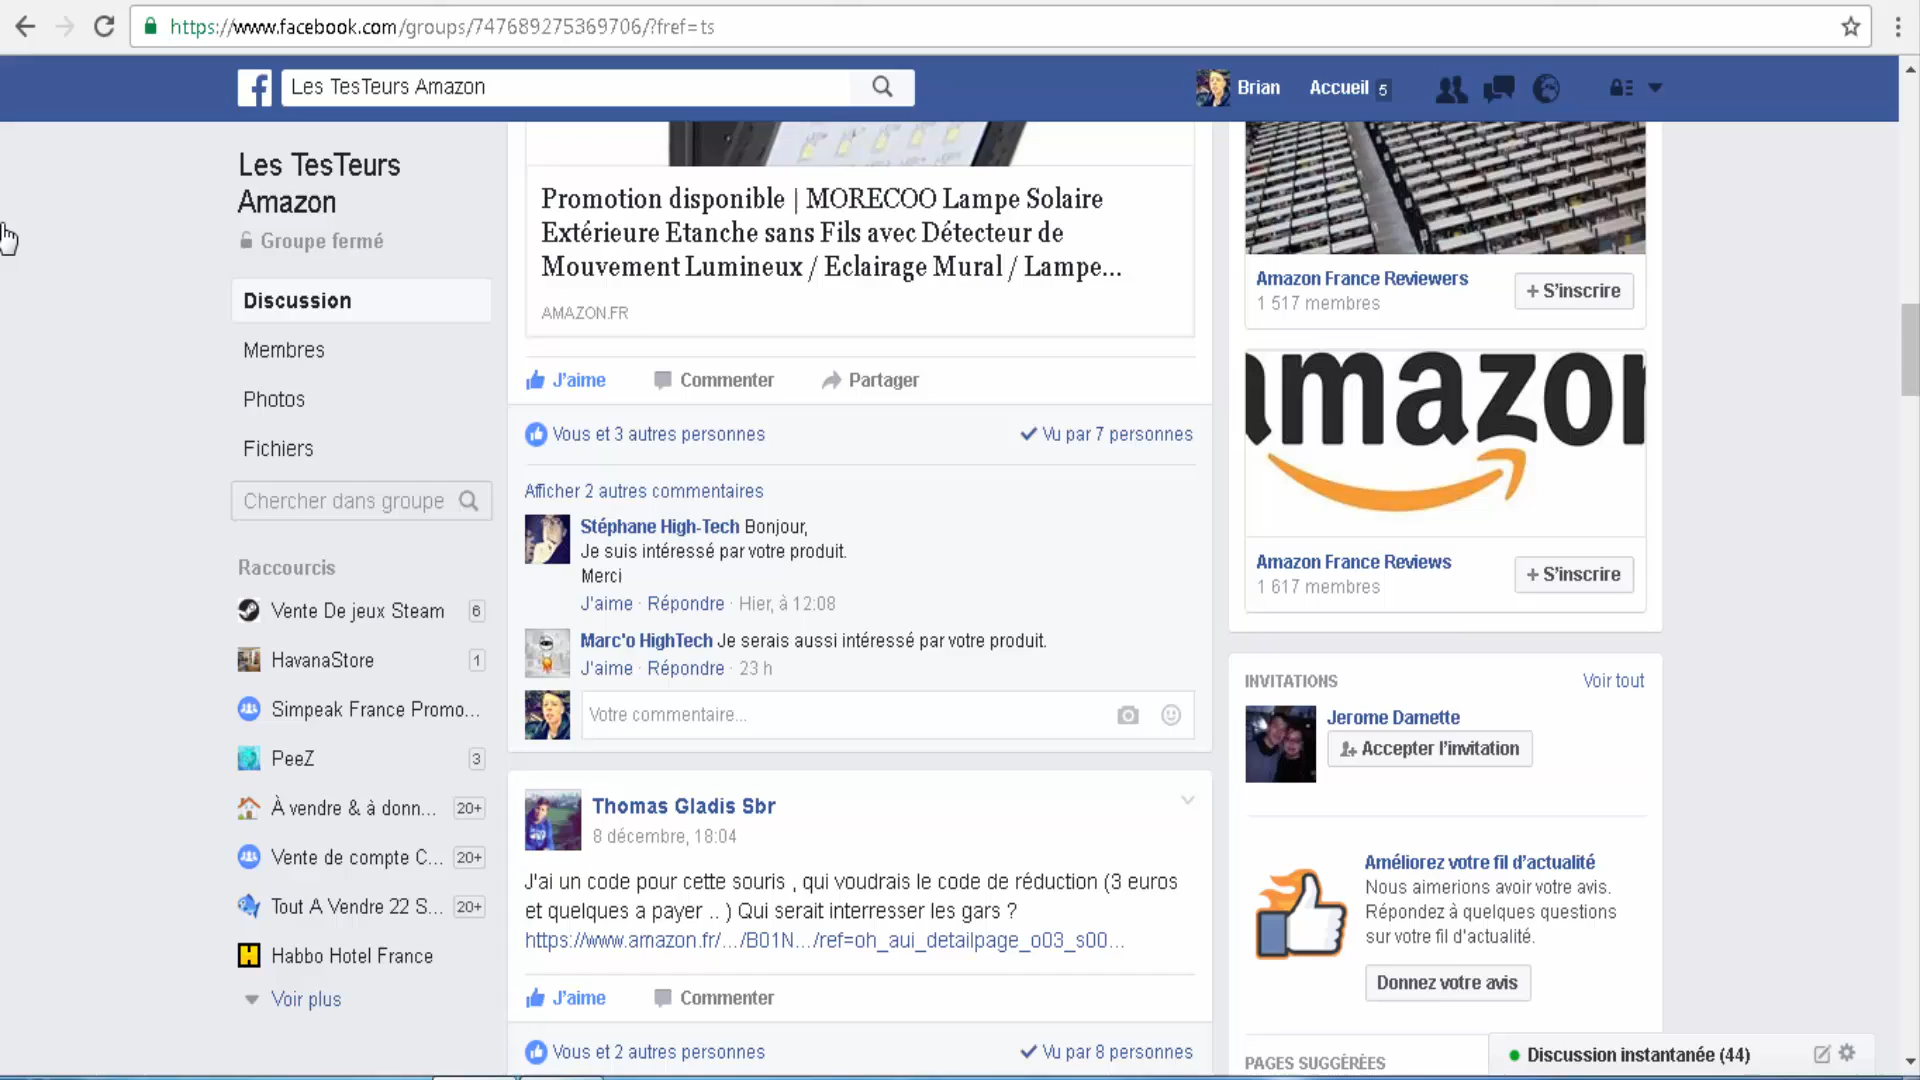 https://www.facebook.com/groups/747689275369706/?fref=ts
Les TesTeurs Amazon
Brian
Accueil 5
Les TesTeurs
Amazon
Groupe fermé
Discussion
Membres
Photos
Fichiers
Chercher dans groupe
Raccourcis
Vente De jeux Steam 6
HavanaStore 1
Simpeak France Promo...
PeeZ 3
À vendre & à donn... 20+
Vente de compte C... 20+
Tout A Vendre 22 S... 20+
Habbo Hotel France
Voir plus
Promotion disponible | MORECOO Lampe Solaire
Extérieure Etanche sans Fils avec Détecteur de
Mouvement Lumineux / Eclairage Mural / Lampe...
AMAZON.FR
J'aime Commenter Partager
Vous et 3 autres personnes
Vu par 7 personnes
Afficher 2 autres commentaires
Stéphane High-Tech Bonjour,
Je suis intéressé par votre produit.
Merci
J'aime · Répondre · Hier, à 12:08
Marc'o HighTech Je serais aussi intéressé par votre produit.
J'aime · Répondre · 23 h
Votre commentaire...
Thomas Gladis Sbr
8 décembre, 18:04
J'ai un code pour cette souris , qui voudrais le code de réduction (3 euros
et quelques a payer .. ) Qui serait interresser les gars ?
https://www.amazon.fr/.../B01N.../ref=oh_aui_detailpage_o03_s00...
J'aime Commenter
Vous et 2 autres personnes
Vu par 8 personnes
Amazon France Reviewers
1 517 membres
+ S'inscrire
amazon
Amazon France Reviews
1 617 membres
+ S'inscrire
INVITATIONS
Voir tout
Jerome Damette
Accepter l'invitation
Améliorez votre fil d'actualité
Nous aimerions avoir votre avis.
Répondez à quelques questions
sur votre fil d'actualité.
Donnez votre avis
PAGES SUGGÉRÉES
Discussion instantanée (44)